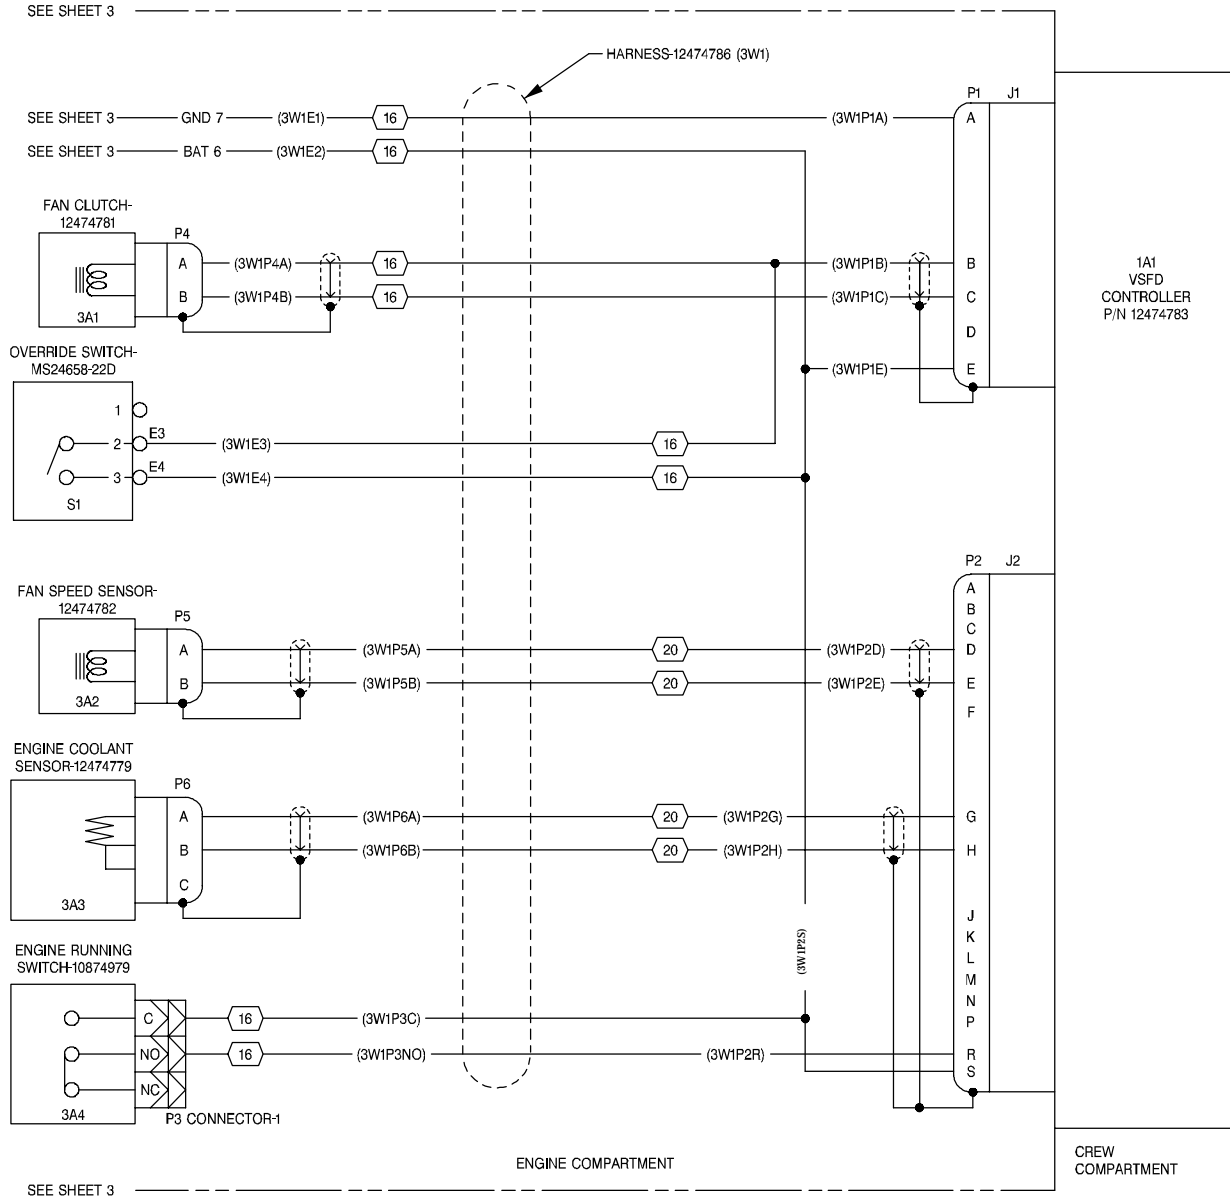 SEE SHEET 3
HARNESS-12474786 (3W1)
P1 J1
SEE SHEET 3 GND 7 (3W1E1) 16 (3W1P1A) A
SEE SHEET 3 BAT 6 (3W1E2) 16
FAN CLUTCH-
12474781
P4
A (3W1P4A) 16 (3W1P1B) B
B (3W1P4B) 16 (3W1P1C) C
3A1
D
1A1
VSFD
CONTROLLER
P/N 12474783
OVERRIDE SWITCH-
MS24658-22D
(3W1P1E) E
1
2 E3 (3W1E3) 16
3 E4 (3W1E4) 16
S1
P2 J2
FAN SPEED SENSOR-
12474782
P5
A
B
C
A (3W1P5A) 20 (3W1P2D) D
B (3W1P5B) 20 (3W1P2E) E
3A2
F
ENGINE COOLANT
SENSOR-12474779
P6
A (3W1P6A) 20 (3W1P2G) G
B (3W1P6B) 20 (3W1P2H) H
C
3A3
J
K
L
M
N
P
(3W1P2S)
ENGINE RUNNING
SWITCH-10874979
C 16 (3W1P3C)
NO 16 (3W1P3NO) (3W1P2R) R
S
NC
3A4
P3 CONNECTOR-1
ENGINE COMPARTMENT
CREW
COMPARTMENT
SEE SHEET 3